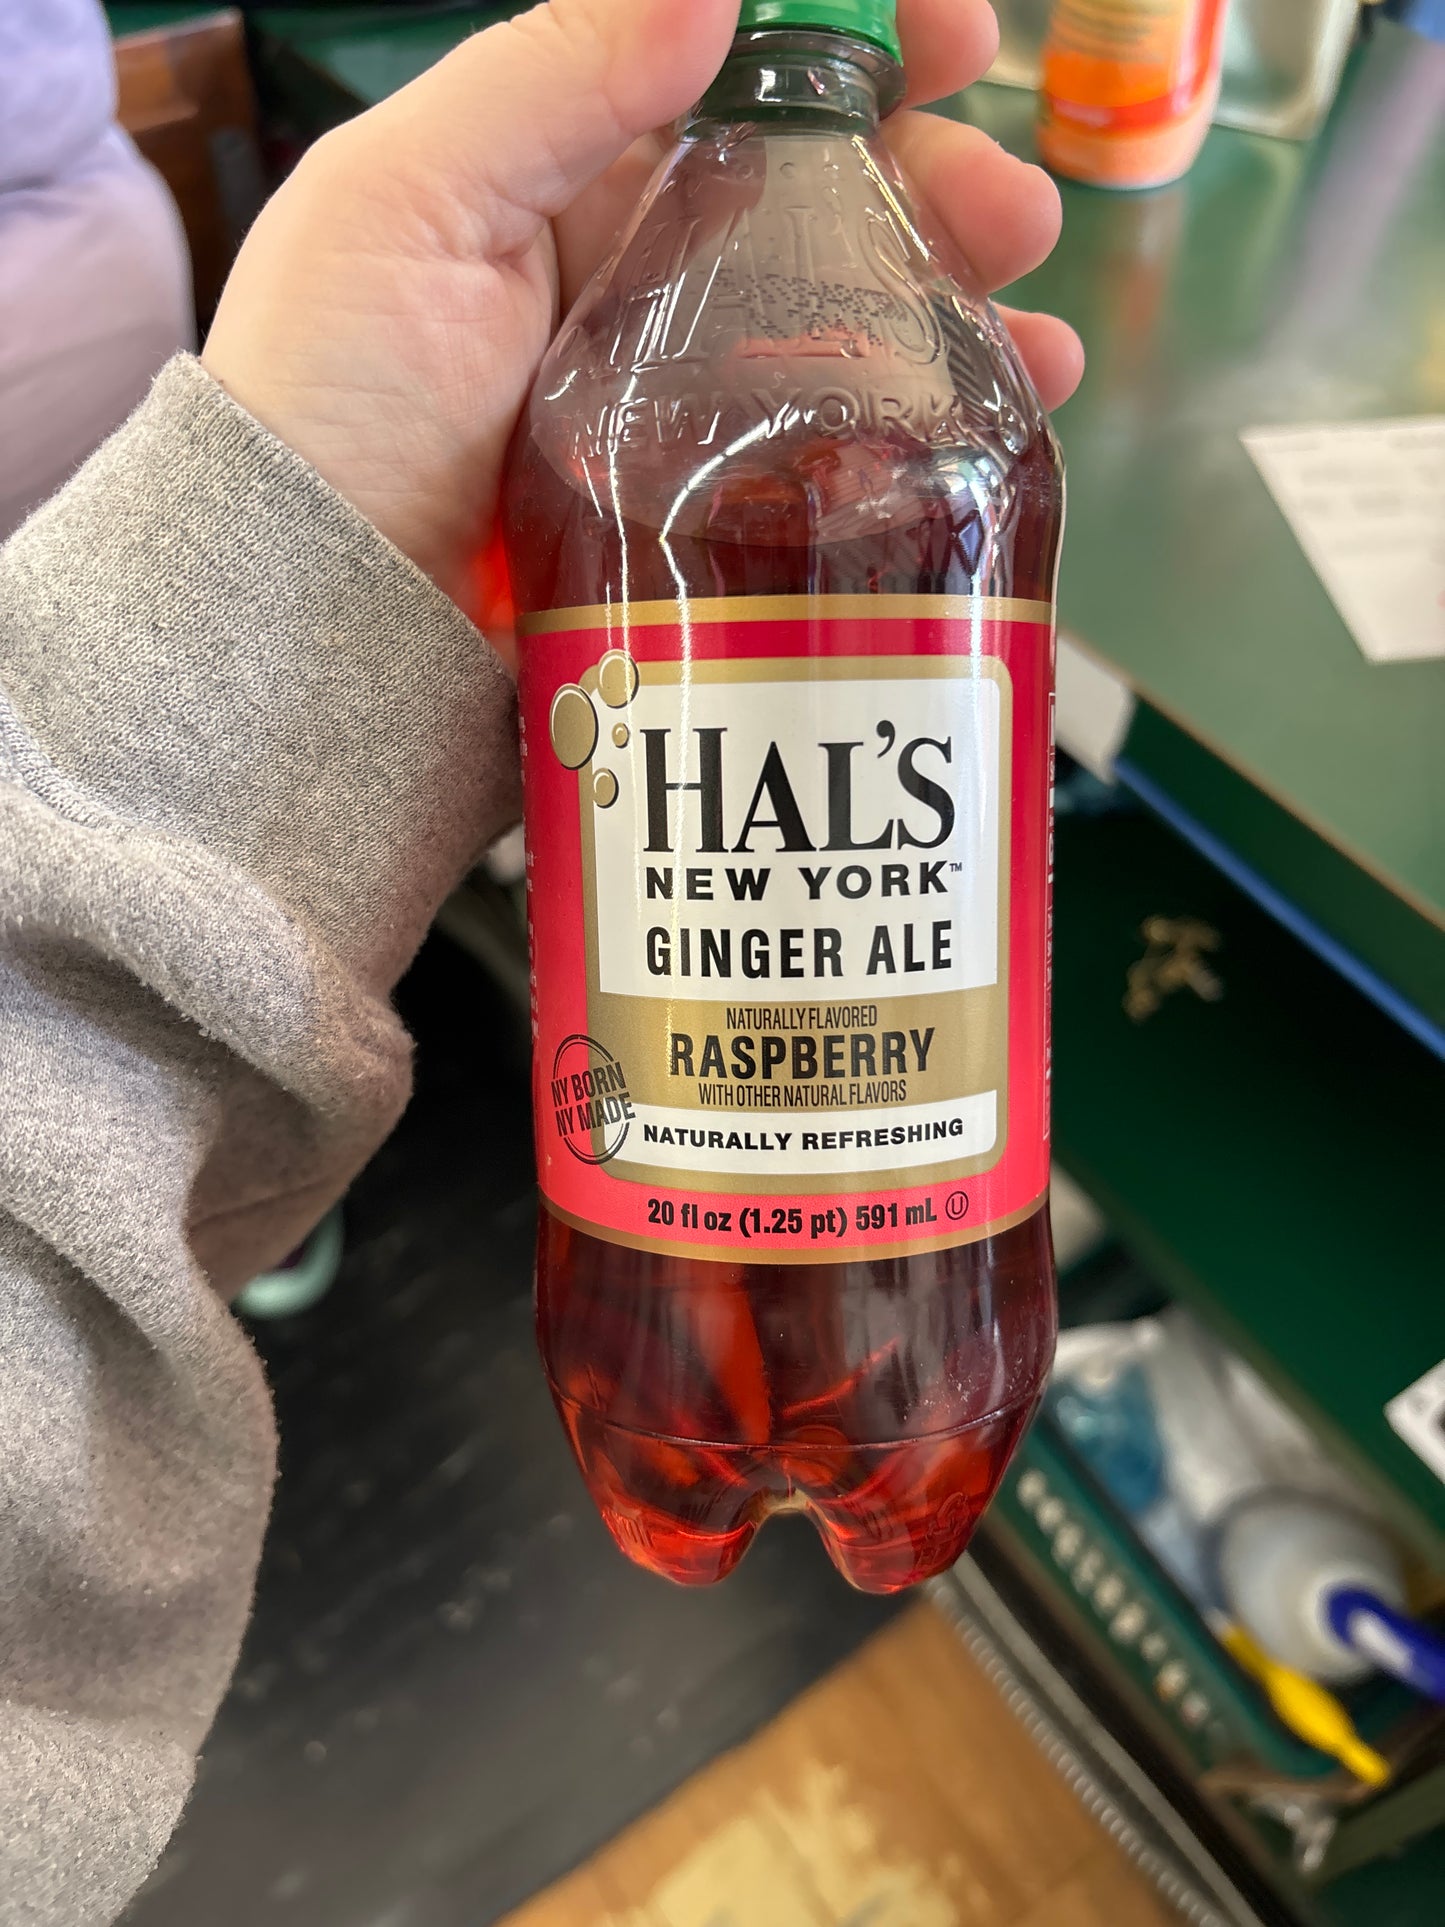 HAL'S
NEW YORK
HAL'S
NEW YORK™
GINGER ALE
NATURALLY FLAVORED
RASPBERRY
WITH OTHER NATURAL FLAVORS
NY BORN
NY MADE
NATURALLY REFRESHING
20 fl oz (1.25 pt) 591 mL Ⓤ